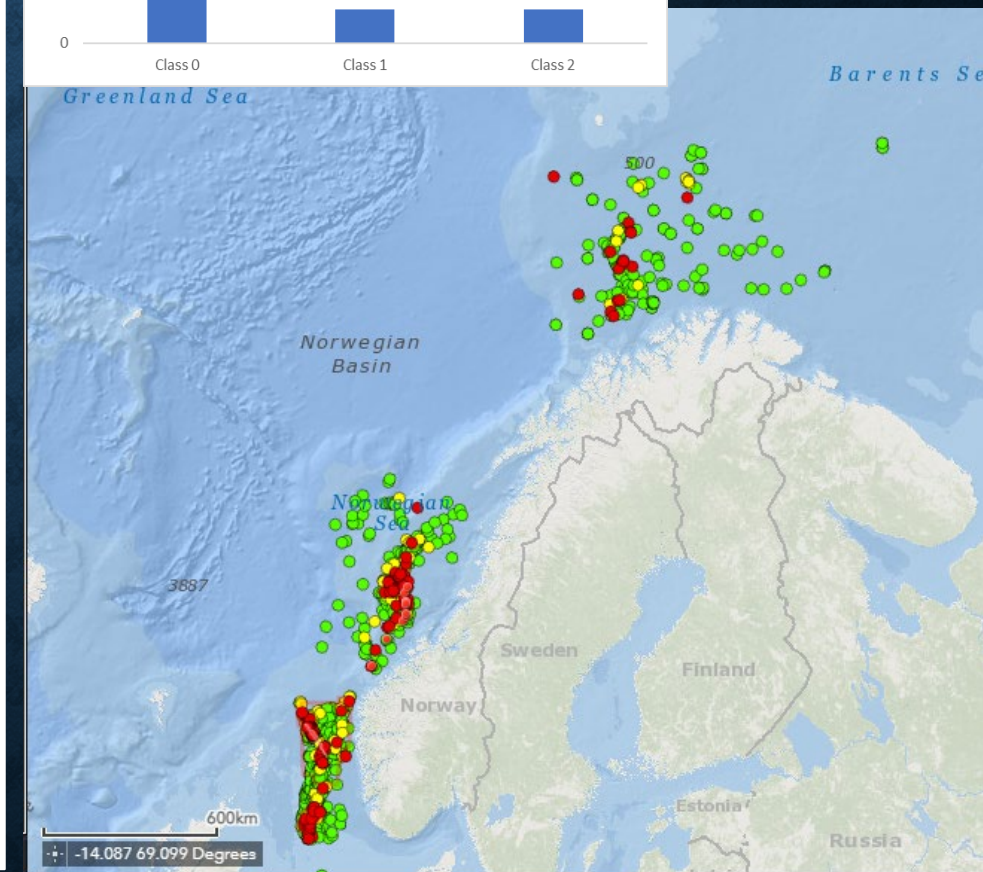 0
Class 0 Class 1 Class 2
Greenland Sea
Barents Se
500
Norwegian
Basin
Norwegian
Sea
3887
Sweden
Finland
Norway
Estonia
Russia
600km
-14.087 69.099 Degrees